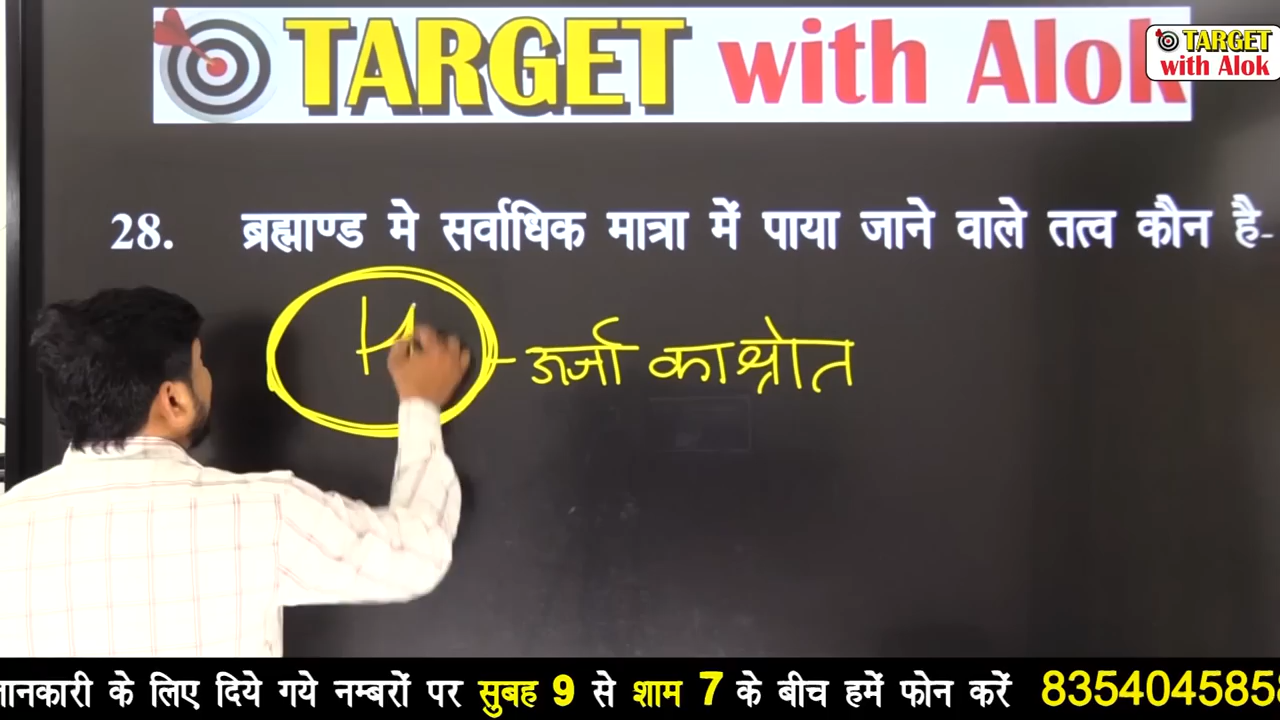 TARGET with Alok
TARGET
with Alok
28. ब्रह्माण्ड मे सर्वाधिक मात्रा में पाया जाने वाले तत्व कौन है-
H - ऊर्जा का श्रोत
जानकारी के लिए दिये गये नम्बरों पर सुबह 9 से शाम 7 के बीच हमें फोन करें 8354045858